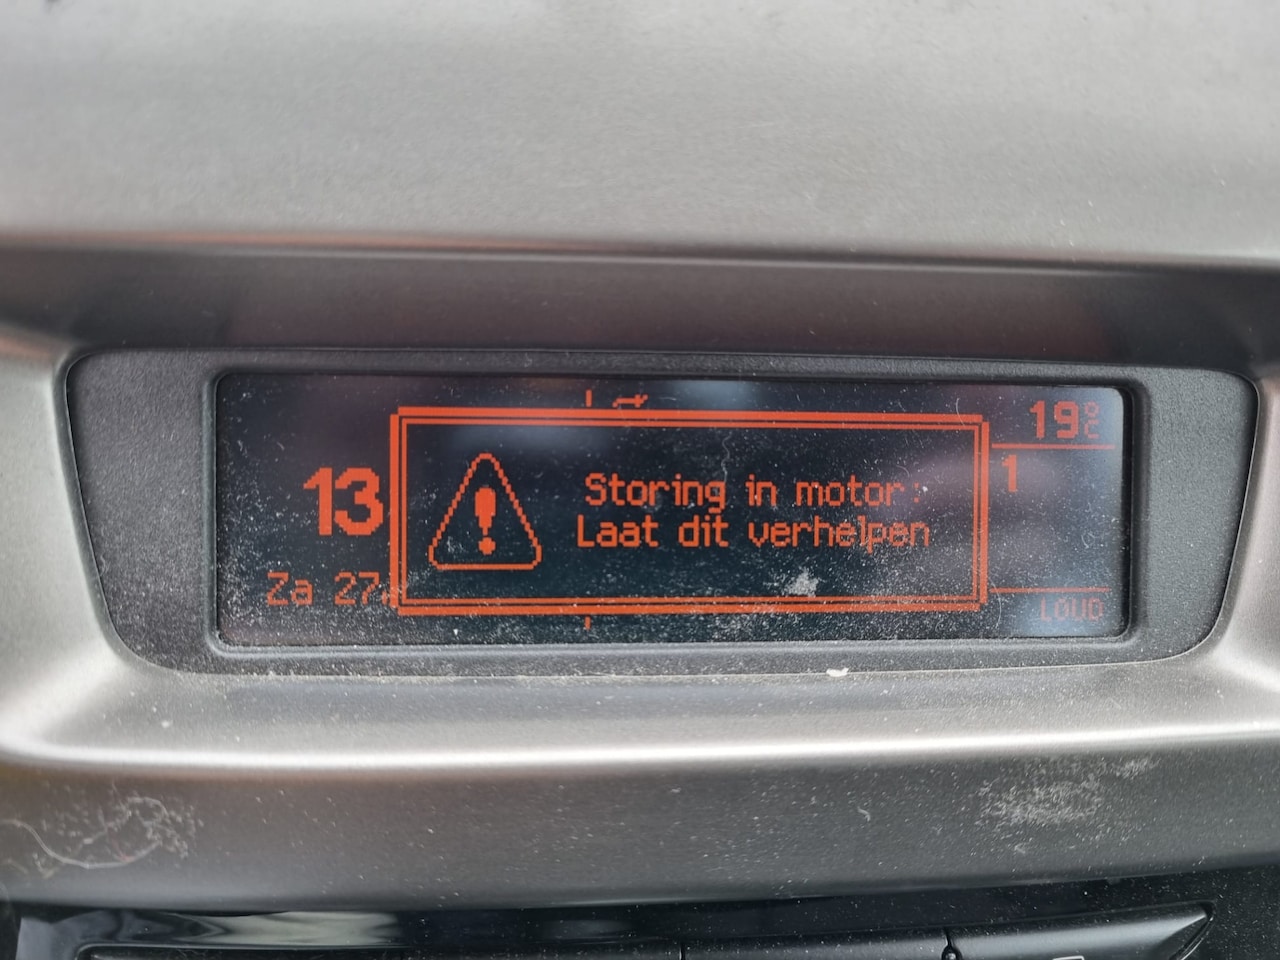 19°C
1
13
Storing in motor:
Laat dit verhelpen
Za 27
LOUD